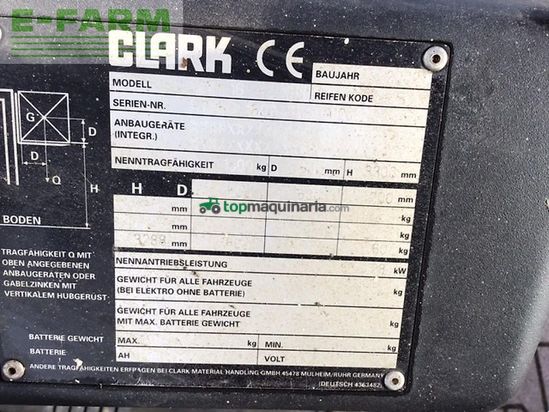 E-FARM
CLARK CE
BAUJAHR
MODELL
REIFEN KODE
SERIEN-NR.
ANBAUGERÄTE
(INTEGR.)
NENNTRAGFÄHIGKEIT kg D mm H
H D
mm mm
mm kg
mm kg
G
D
D
Q
H H
BODEN
topmaquinaria.com
TRAGFÄHIGKEIT Q MIT
OBEN ANGEGEBENEN
ANBAUGERÄTEN ODER
GABELZINKEN MIT
VERTIKALEM HUBGERÜST
NENNANTRIEBSLEISTUNG kW
GEWICHT FÜR ALLE FAHRZEUGE
(BEI ELEKTRO OHNE BATTERIE) kg
GEWICHT FÜR ALLE FAHRZEUGE
MIT MAX. BATTERIE GEWICHT kg
BATTERIE GEWICHT MAX. kg MIN. kg
BATTERIE AH VOLT
ANDERE TRAGFÄHIGKEITEN ERFRAGEN BEI CLARK MATERIAL HANDLING GMBH 45478 MULHEIM/RUHR GERMANY
(DEUTSCH 4363482)